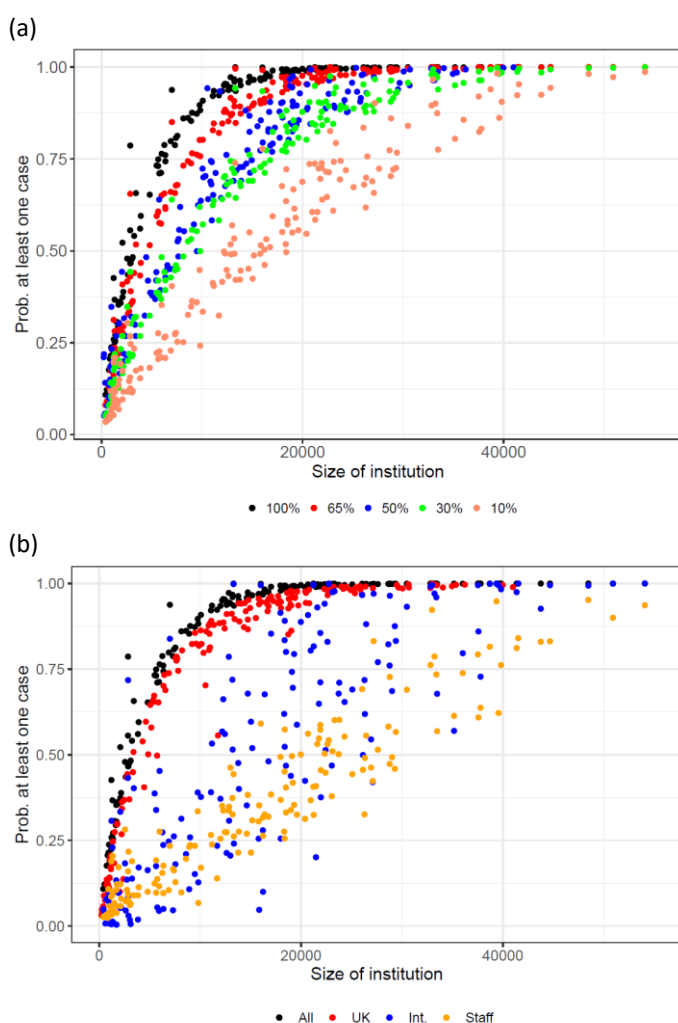 (a)
Prob. at least one case
1.00
0.75
0.50
0.25
0.00
0
20000
40000
Size of institution
100% 65% 50% 30% 10%
(b)
Prob. at least one case
1.00
0.75
0.50
0.25
0.00
0
20000
40000
Size of institution
All UK Int. Staff